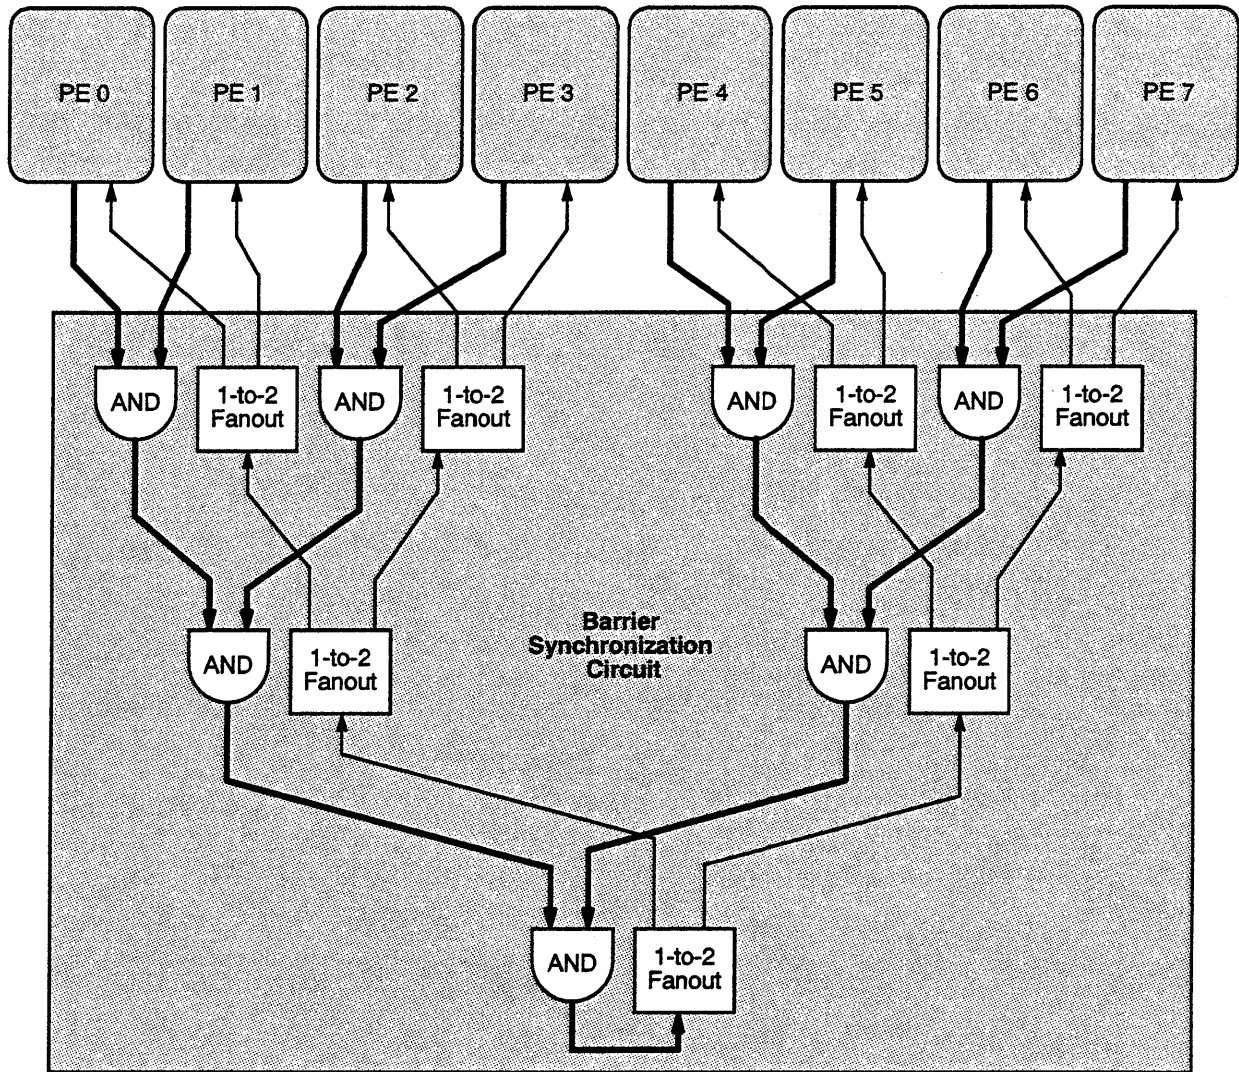 PE 0
PE 1
PE 2
PE 3
PE 4
PE 5
PE 6
PE 7
AND
1-to-2
Fanout
AND
1-to-2
Fanout
AND
1-to-2
Fanout
AND
1-to-2
Fanout
AND
1-to-2
Fanout
Barrier
Synchronization
Circuit
AND
1-to-2
Fanout
AND
1-to-2
Fanout